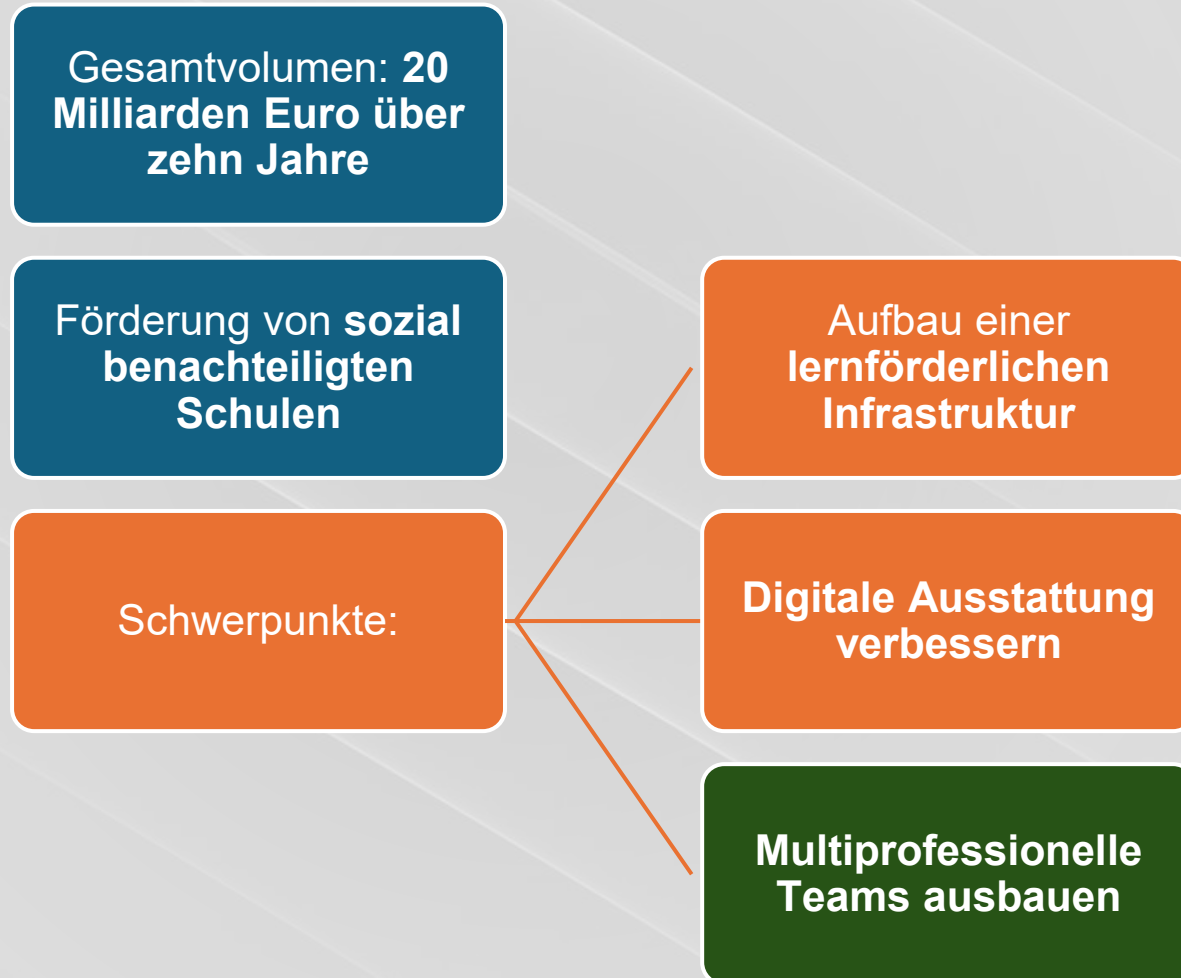 Gesamtvolumen: 20
Milliarden Euro über
zehn Jahre
Förderung von sozial
benachteiligten
Schulen
Schwerpunkte:
Aufbau einer
lernförderlichen
Infrastruktur
Digitale Ausstattung
verbessern
Multiprofessionelle
Teams ausbauen